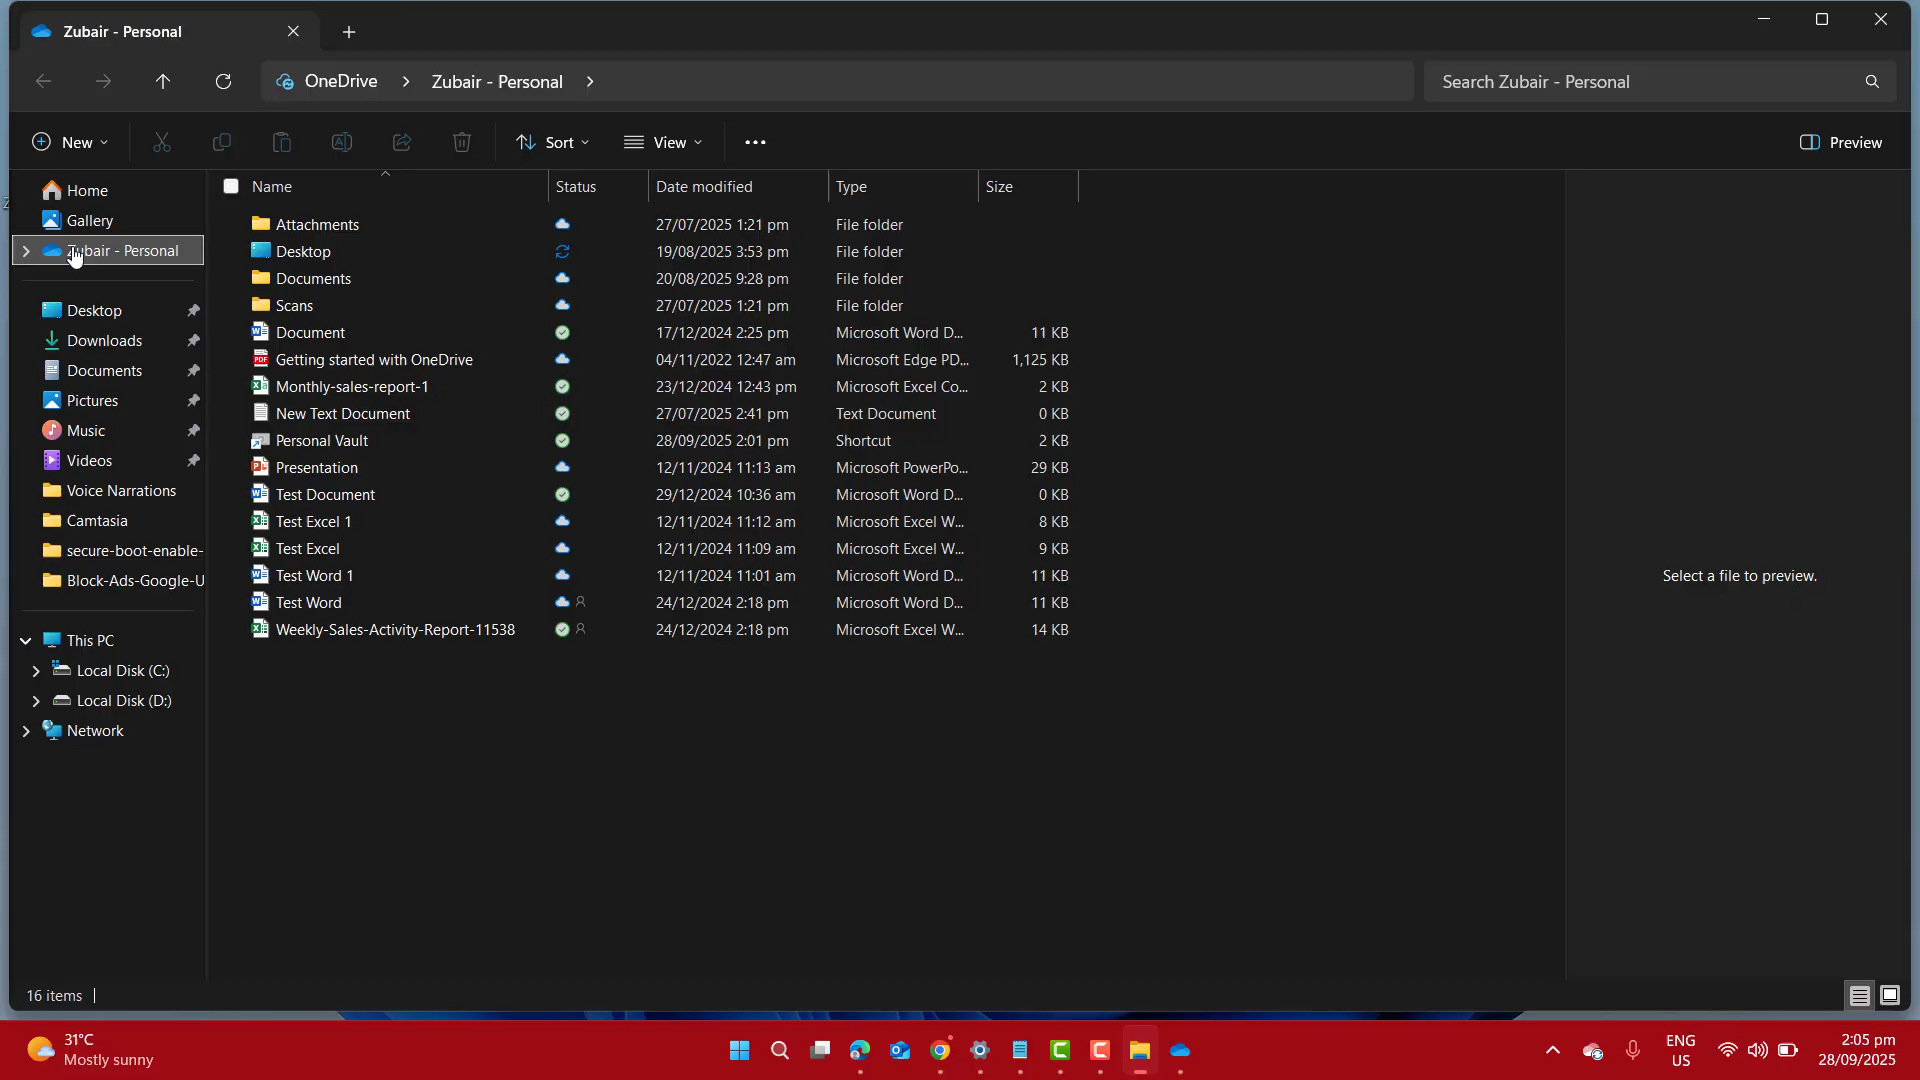 Zubair - Personal
OneDrive > Zubair - Personal >
Search Zubair - Personal
New
Sort
View
Preview
Home
Gallery
Zubair - Personal
Desktop
Downloads
Documents
Pictures
Music
Videos
Voice Narrations
Camtasia
secure-boot-enable-
Block-Ads-Google-U
This PC
Local Disk (C:)
Local Disk (D:)
Network
Name Status Date modified Type Size
Attachments 27/07/2025 1:21 pm File folder
Desktop 19/08/2025 3:53 pm File folder
Documents 20/08/2025 9:28 pm File folder
Scans 27/07/2025 1:21 pm File folder
Document 17/12/2024 2:25 pm Microsoft Word D... 11 KB
Getting started with OneDrive 04/11/2022 12:47 am Microsoft Edge PD... 1,125 KB
Monthly-sales-report-1 23/12/2024 12:43 pm Microsoft Excel Co... 2 KB
New Text Document 27/07/2025 2:41 pm Text Document 0 KB
Personal Vault 28/09/2025 2:01 pm Shortcut 2 KB
Presentation 12/11/2024 11:13 am Microsoft PowerPo... 29 KB
Test Document 29/12/2024 10:36 am Microsoft Word D... 0 KB
Test Excel 1 12/11/2024 11:12 am Microsoft Excel W... 8 KB
Test Excel 12/11/2024 11:09 am Microsoft Excel W... 9 KB
Test Word 1 12/11/2024 11:01 am Microsoft Word D... 11 KB
Test Word 24/12/2024 2:18 pm Microsoft Word D... 11 KB
Weekly-Sales-Activity-Report-11538 24/12/2024 2:18 pm Microsoft Excel W... 14 KB
Select a file to preview.
16 items
31°C
Mostly sunny
ENG
US
2:05 pm
28/09/2025